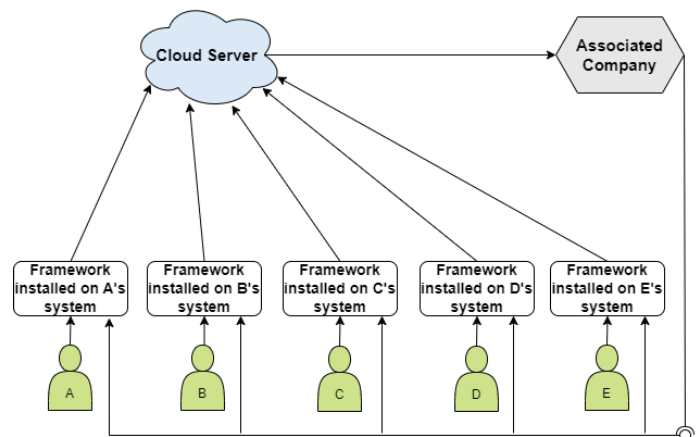 Cloud Server
Associated
Company
Framework
installed on A's
system
Framework
installed on B's
system
Framework
installed on C's
system
Framework
installed on D's
system
Framework
installed on E's
system
A
B
C
D
E